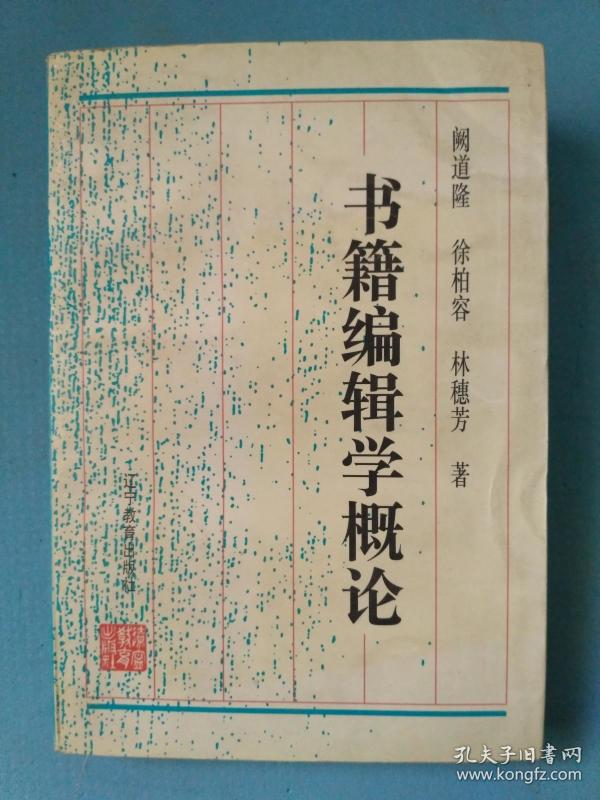 阙道隆 徐柏容 林穗芳 著
书籍编辑学概论
辽宁教育出版社
孔夫子旧书网
www.kongfz.com